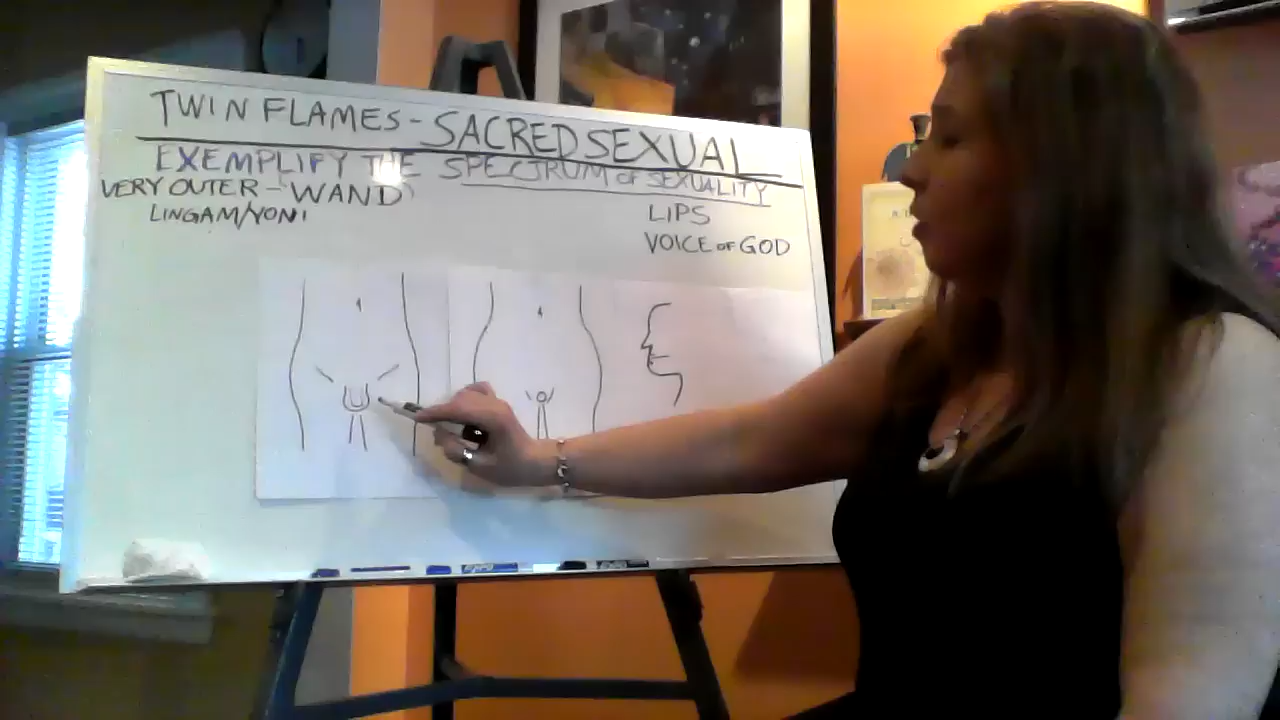 TWIN FLAMES - SACRED SEXUAL
EXEMPLIFY THE SPECTRUM OF SEXUALITY
VERY OUTER - "WAND"
LINGAM/YONI
LIPS
VOICE OF GOD